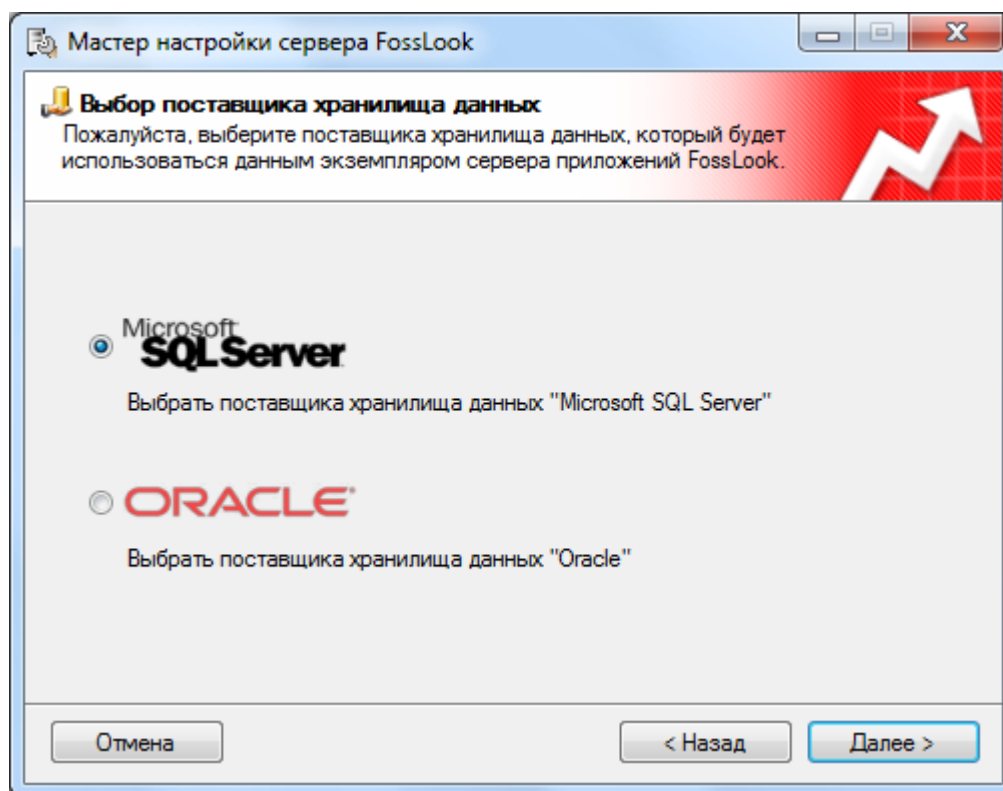 Мастер настройки сервера FossLook
Выбор поставщика хранилища данных
Пожалуйста, выберите поставщика хранилища данных, который будет
использоваться данным экземпляром сервера приложений FossLook.
Microsoft
SQL Server
Выбрать поставщика хранилища данных "Microsoft SQL Server"
ORACLE
Выбрать поставщика хранилища данных "Oracle"
Отмена
< Назад
Далее >